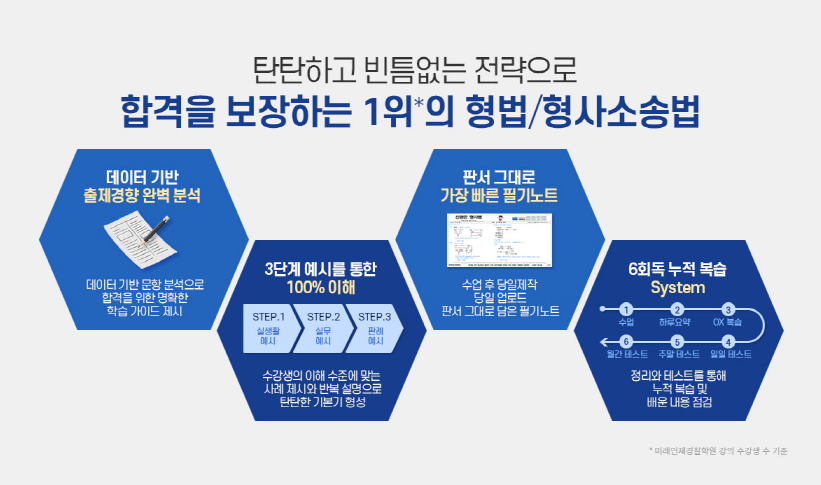 탄탄하고 빈틈없는 전략으로
합격을 보장하는 1위*의 형법/형사소송법
데이터 기반
출제경향 완벽 분석
데이터 기반 문항 분석으로
합격을 위한 명확한
학습 가이드 제시
3단계 예시를 통한
100% 이해
STEP.1
실생활
예시
STEP.2
실무
예시
STEP.3
판례
예시
수강생의 이해 수준에 맞는
사례 제시와 반복 설명으로
탄탄한 기본기 형성
판서 그대로
가장 빠른 필기노트
수업 후 당일제작
당일 업로드
판서 그대로 담은 필기노트
6회독 누적 복습
System
1
수업
2
하루요약
3
OX 복습
4
일일 테스트
5
주말 테스트
6
월간 테스트
정리와 테스트를 통해
누적 복습 및
배운 내용 점검
* 미래인재경찰학원 강의 수강생 수 기준